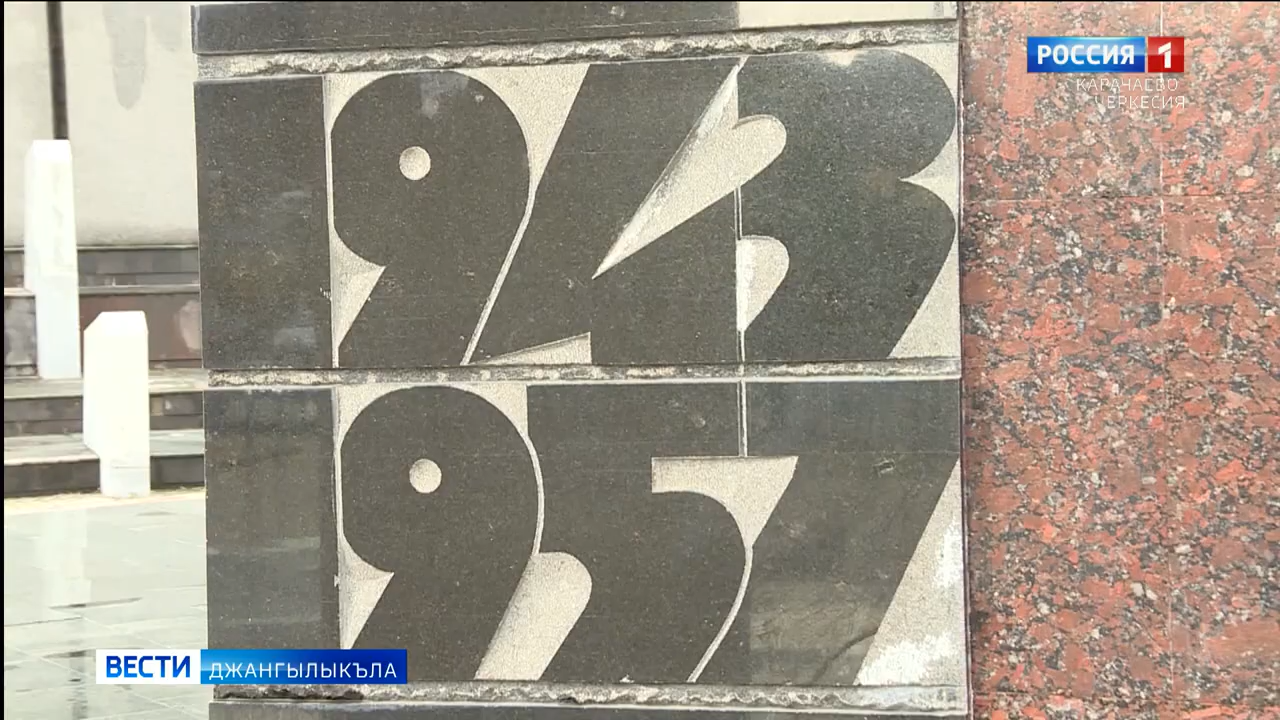 РОССИЯ 1
КАРАЧАЕВО
ЧЕРКЕСИЯ
1943
1957
ВЕСТИ ДЖАНГЫЛЫКЪЛА